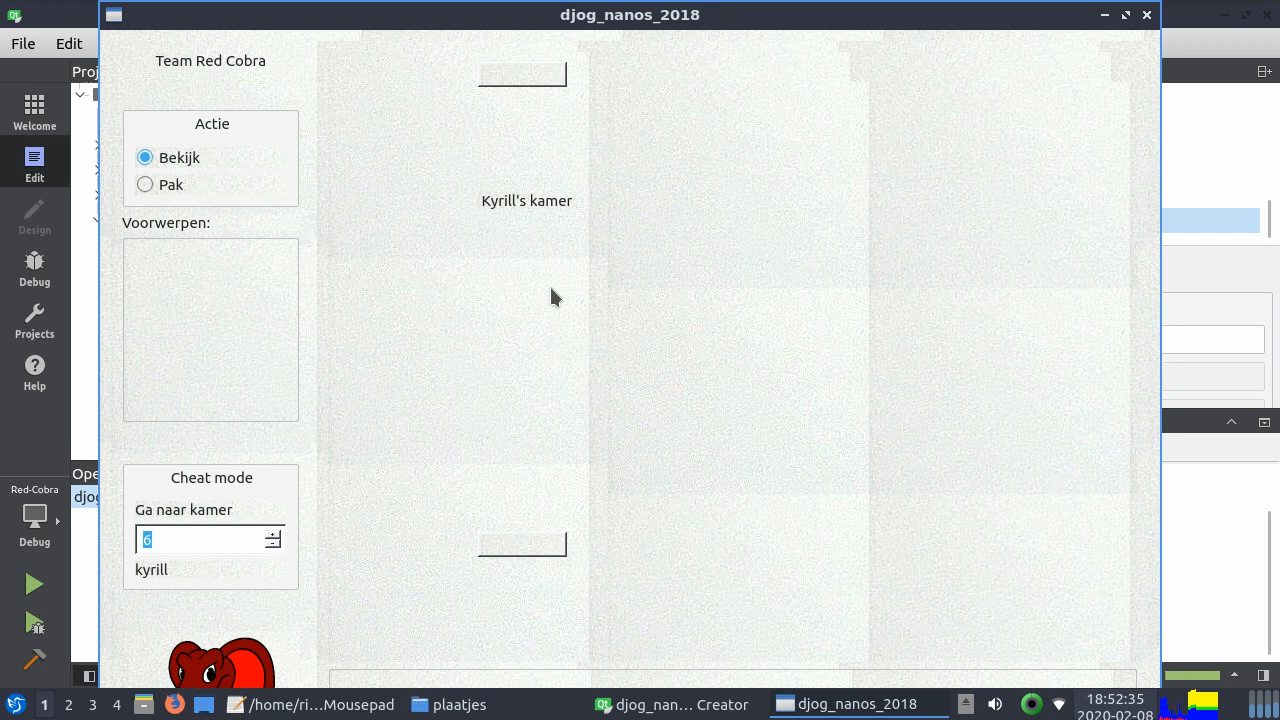 djog_nanos_2018
File Edit
Proj
Welcome
Edit
Design
Debug
Projects
Help
Team Red Cobra
Actie
Bekijk
Pak
Voorwerpen:
Kyrill's kamer
Cheat mode
Ga naar kamer
6
kyrill
Ope
djog
Red-Cobra
Debug
1 2 3 4
/home/ri...Mousepad
plaatjes
djog_nan... Creator
djog_nanos_2018
18:52:35
2020-02-08